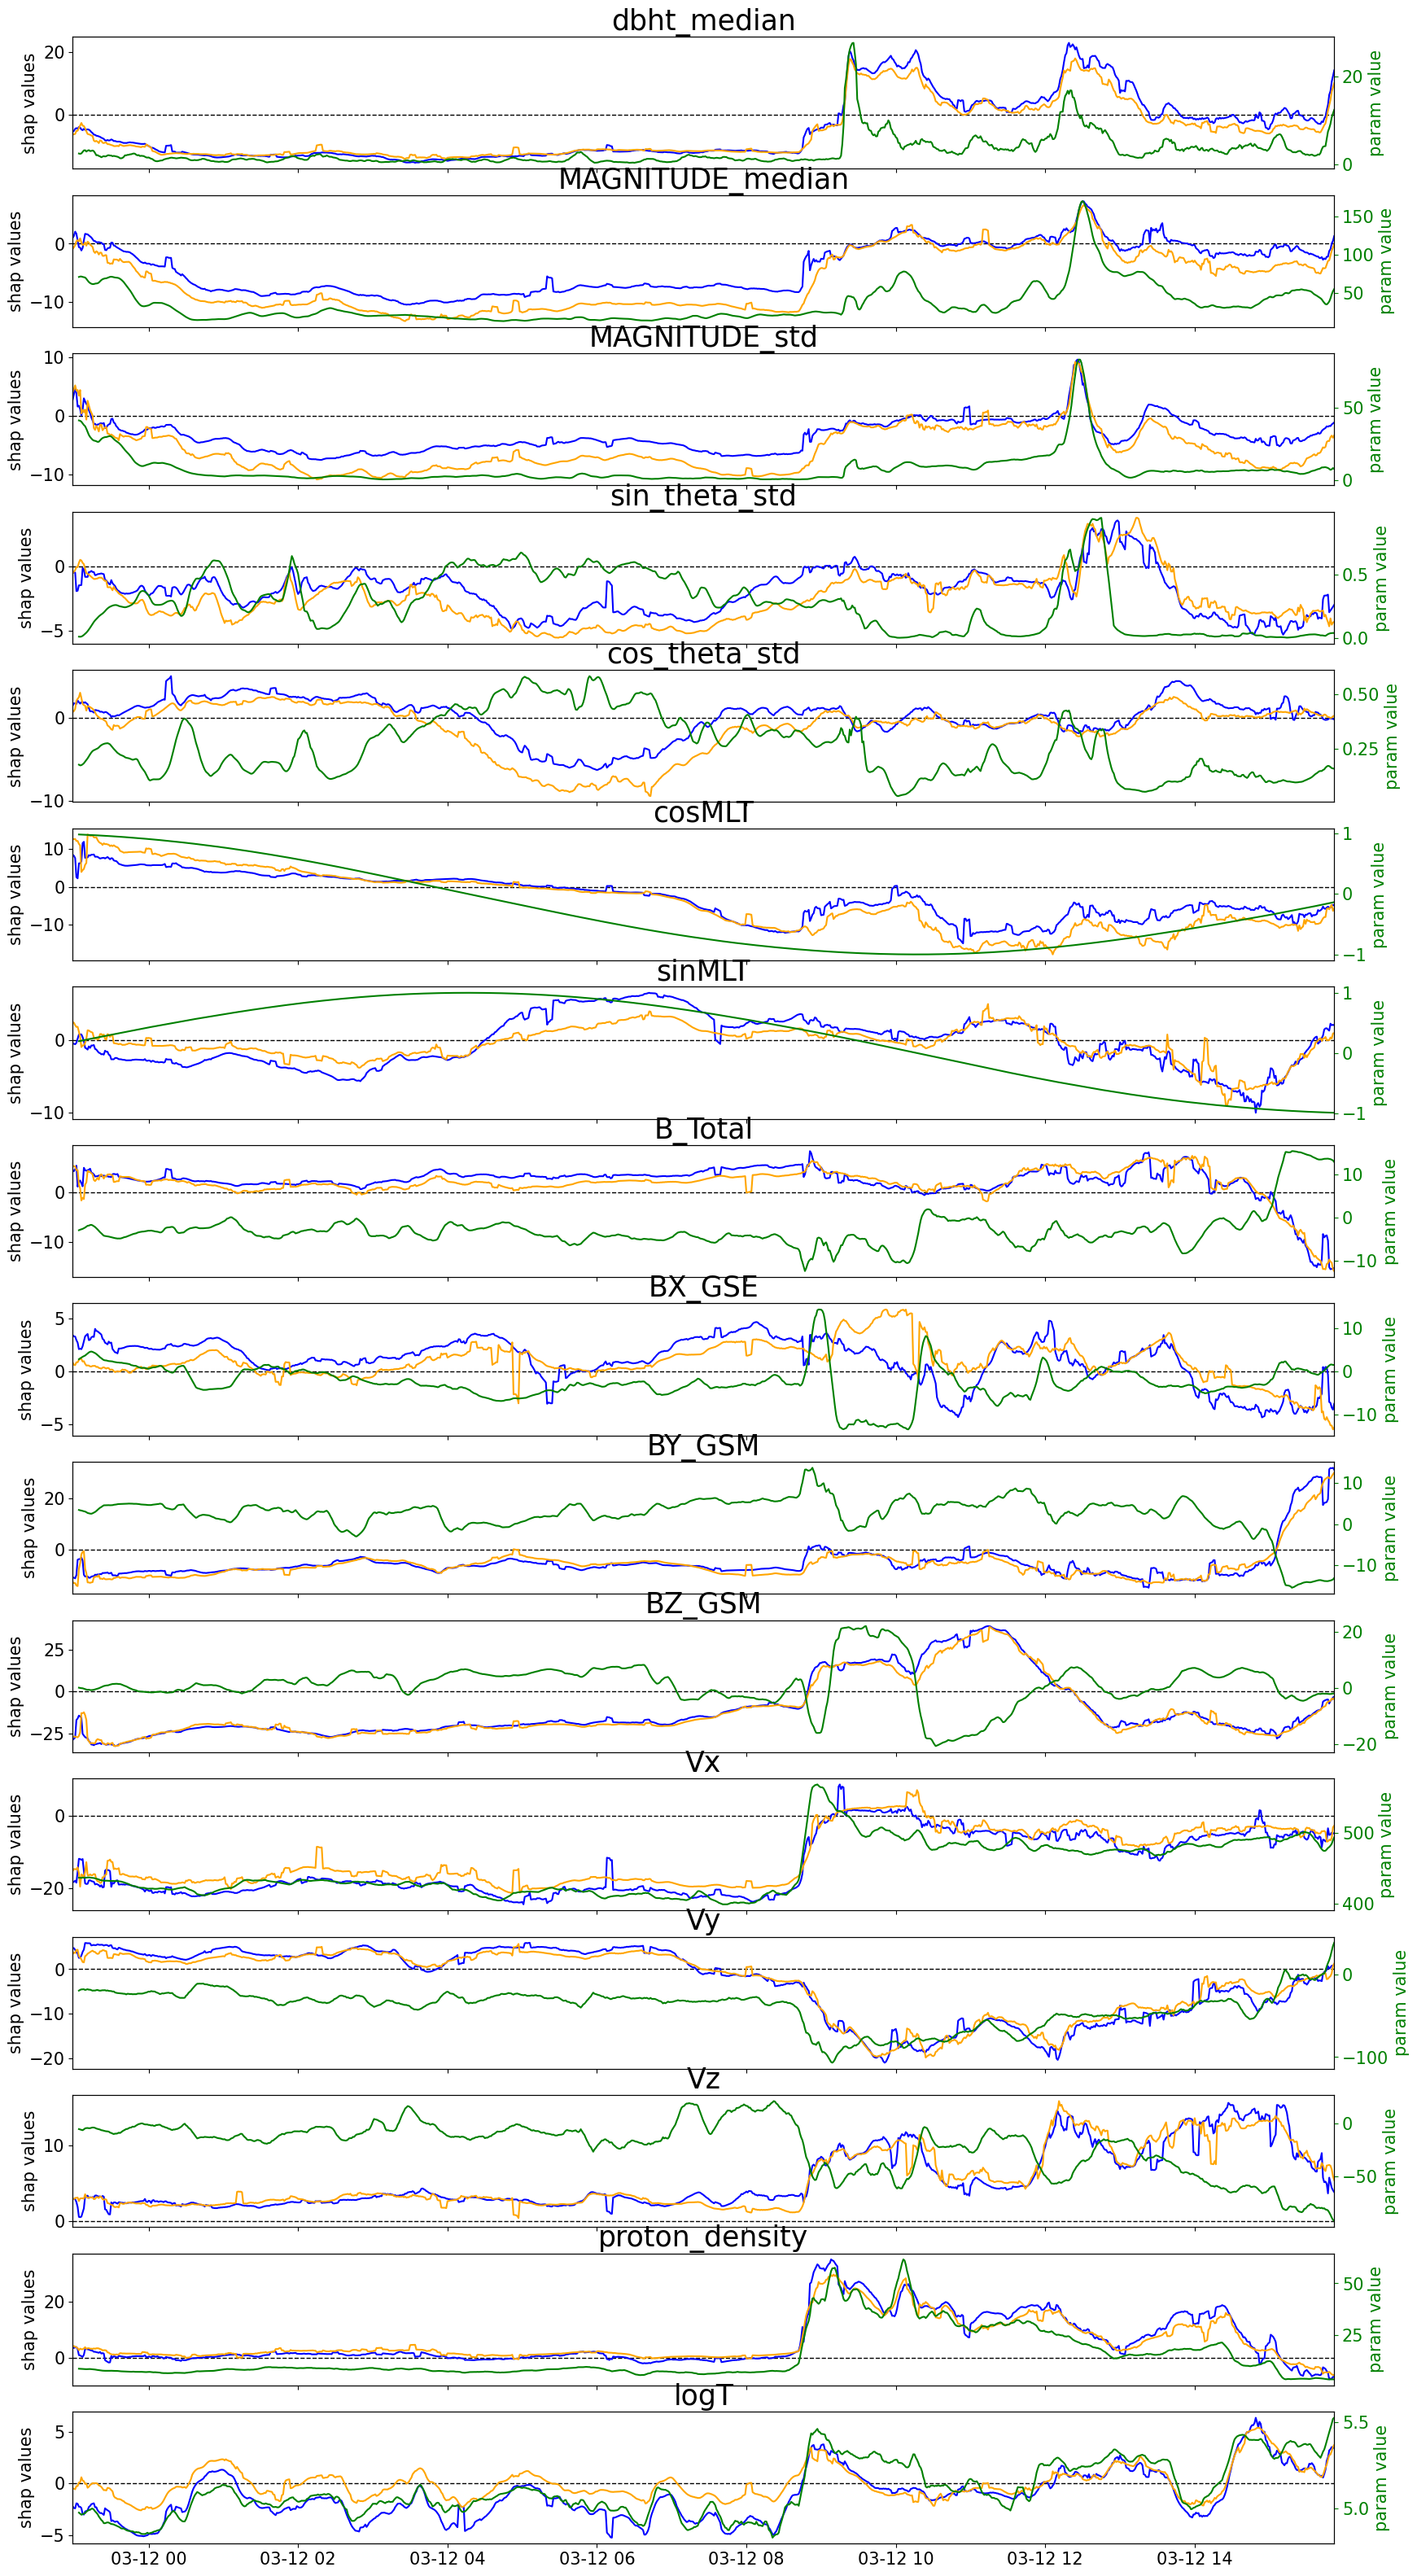 dbht_median
20
0
shap values
20
0
param value
MAGNITUDE_median
0
−10
shap values
150
100
50
param value
MAGNITUDE_std
10
0
−10
shap values
50
0
param value
sin_theta_std
0
−5
shap values
0.5
0.0
param value
cos_theta_std
0
−10
shap values
0.50
0.25
param value
cosMLT
10
0
−10
shap values
1
0
−1
param value
sinMLT
0
−10
shap values
1
0
−1
param value
B_Total
0
−10
shap values
10
0
−10
param value
BX_GSE
5
0
−5
shap values
10
0
−10
param value
BY_GSM
20
0
shap values
10
0
−10
param value
BZ_GSM
25
0
−25
shap values
20
0
−20
param value
Vx
0
−20
shap values
500
400
param value
Vy
0
−10
−20
shap values
0
−100
param value
Vz
10
0
shap values
0
−50
param value
proton_density
20
0
shap values
50
25
param value
logT
5
0
−5
shap values
5.5
5.0
param value
03-12 00 03-12 02 03-12 04 03-12 06 03-12 08 03-12 10 03-12 12 03-12 14